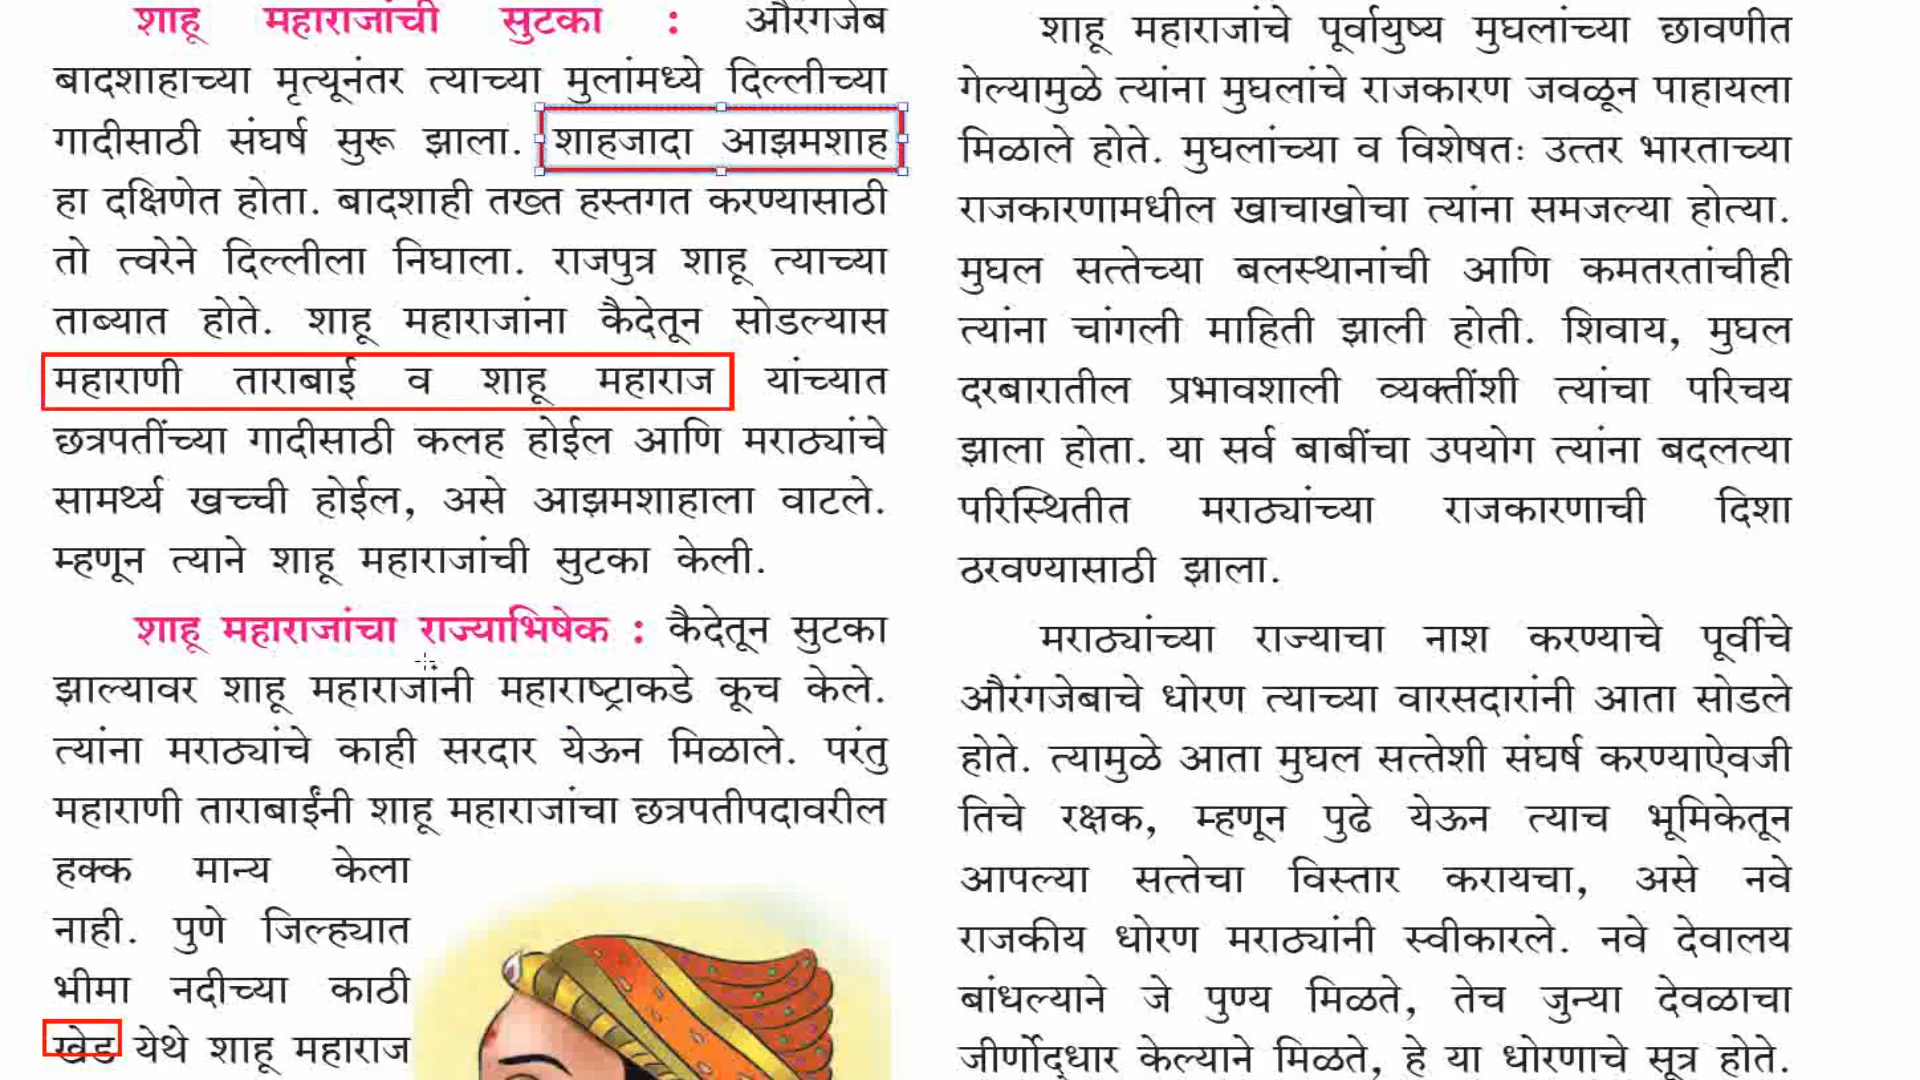 शाहू महाराजांची सुटका : औरंगजेब
बादशाहाच्या मृत्यूनंतर त्याच्या मुलांमध्ये दिल्लीच्या
गादीसाठी संघर्ष सुरू झाला. शाहजादा आझमशाह
हा दक्षिणेत होता. बादशाही तख्त हस्तगत करण्यासाठी
तो त्वरेने दिल्लीला निघाला. राजपुत्र शाहू त्याच्या
ताब्यात होते. शाहू महाराजांना कैदेतून सोडल्यास
महाराणी ताराबाई व शाहू महाराज यांच्यात
छत्रपतींच्या गादीसाठी कलह होईल आणि मराठ्यांचे
सामर्थ्य खच्ची होईल, असे आझमशाहाला वाटले.
म्हणून त्याने शाहू महाराजांची सुटका केली.
शाहू महाराजांचा राज्याभिषेक : कैदेतून सुटका
झाल्यावर शाहू महाराजांनी महाराष्ट्राकडे कूच केले.
त्यांना मराठ्यांचे काही सरदार येऊन मिळाले. परंतु
महाराणी ताराबाईंनी शाहू महाराजांचा छत्रपतीपदावरील
हक्क मान्य केला
नाही. पुणे जिल्ह्यात
भीमा नदीच्या काठी
खेड येथे शाहू महाराज
शाहू महाराजांचे पूर्वायुष्य मुघलांच्या छावणीत
गेल्यामुळे त्यांना मुघलांचे राजकारण जवळून पाहायला
मिळाले होते. मुघलांच्या व विशेषतः उत्तर भारताच्या
राजकारणामधील खाचाखोचा त्यांना समजल्या होत्या.
मुघल सत्तेच्या बलस्थानांची आणि कमतरतांचीही
त्यांना चांगली माहिती झाली होती. शिवाय, मुघल
दरबारातील प्रभावशाली व्यक्तींशी त्यांचा परिचय
झाला होता. या सर्व बाबींचा उपयोग त्यांना बदलत्या
परिस्थितीत मराठ्यांच्या राजकारणाची दिशा
ठरवण्यासाठी झाला.
मराठ्यांच्या राज्याचा नाश करण्याचे पूर्वीचे
औरंगजेबाचे धोरण त्याच्या वारसदारांनी आता सोडले
होते. त्यामुळे आता मुघल सत्तेशी संघर्ष करण्याऐवजी
तिचे रक्षक, म्हणून पुढे येऊन त्याच भूमिकेतून
आपल्या सत्तेचा विस्तार करायचा, असे नवे
राजकीय धोरण मराठ्यांनी स्वीकारले. नवे देवालय
बांधल्याने जे पुण्य मिळते, तेच जुन्या देवळाचा
जीर्णोद्धार केल्याने मिळते, हे या धोरणाचे सूत्र होते.